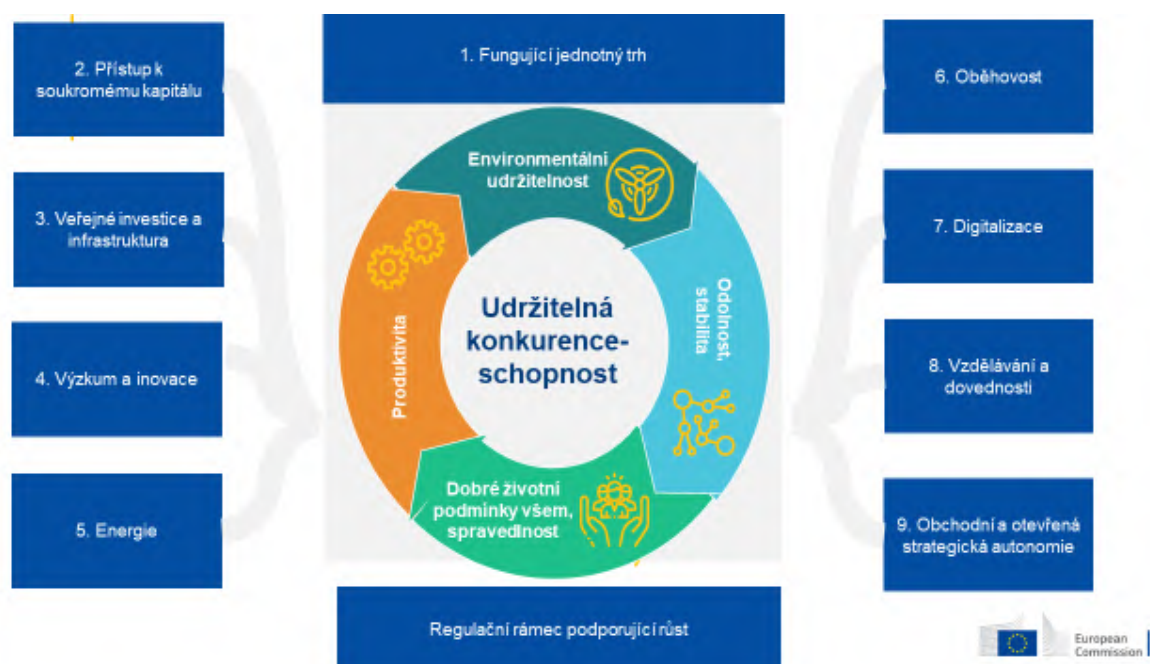 1. Fungující jednotný trh
2. Přístup k
soukromému kapitálu
3. Veřejné investice a
infrastruktura
4. Výzkum a inovace
5. Energie
Environmentální
udržitelnost
Odolnost,
stabilita
Dobré životní
podmínky všem,
spravedlnost
Produktivita
Udržitelná
konkurence-
schopnost
6. Oběhovost
7. Digitalizace
8. Vzdělávání a
dovednosti
9. Obchodní a otevřená
strategická autonomie
Regulační rámec podporující růst
European
Commission